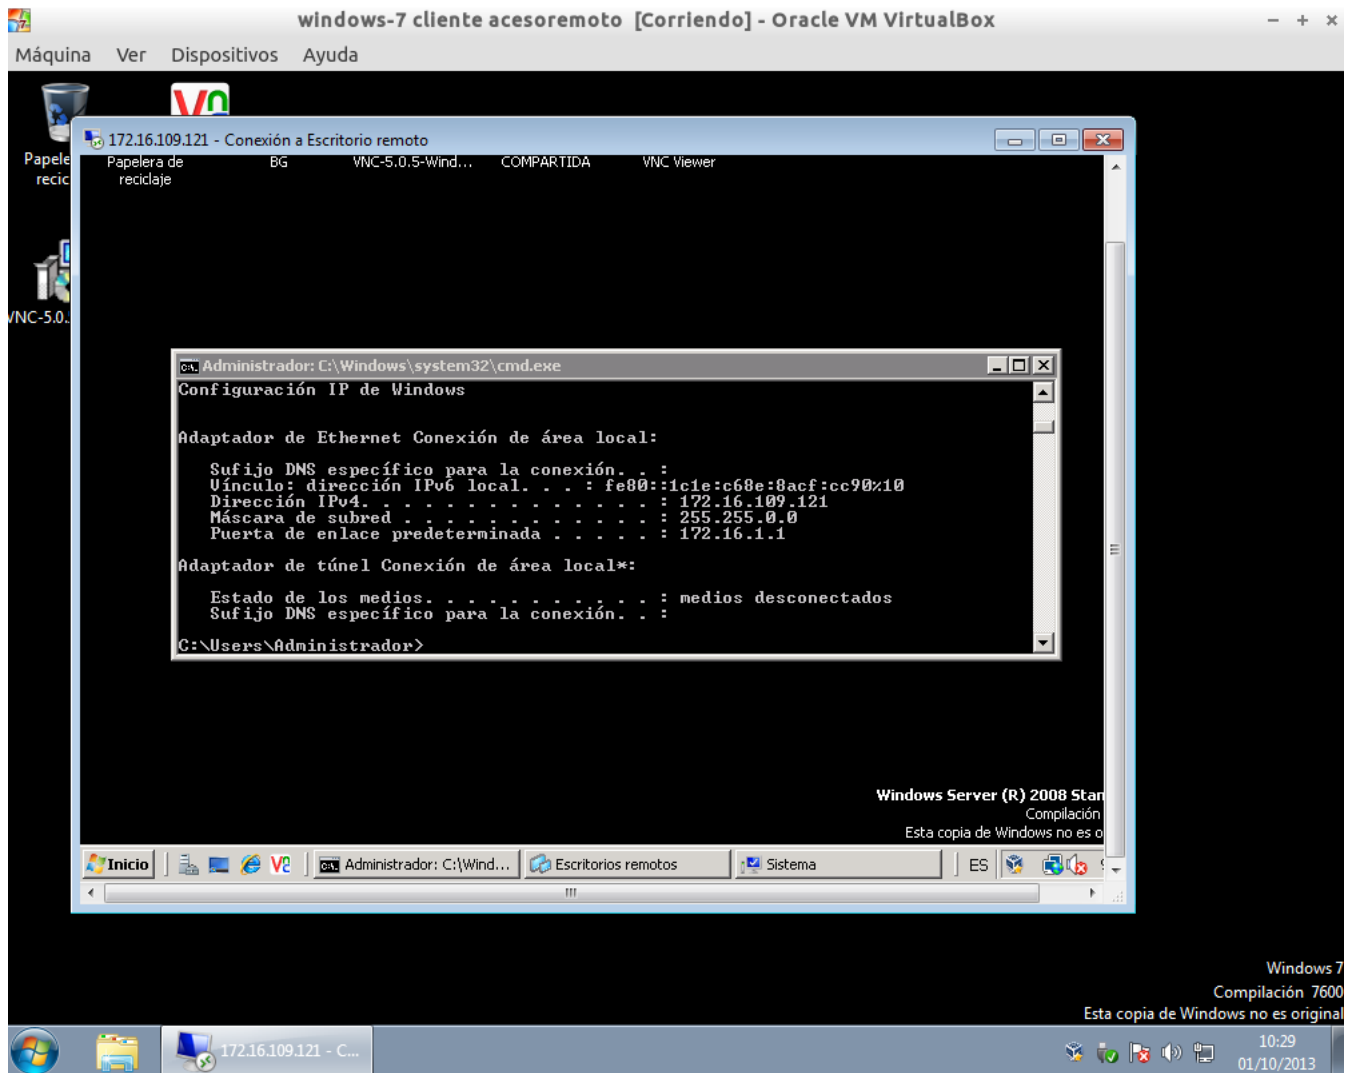 windows-7 cliente acesoremoto [Corriendo] - Oracle VM VirtualBox
Máquina Ver Dispositivos Ayuda
172.16.109.121 - Conexión a Escritorio remoto
Papele
recic
Papelera de
reciclaje
BG
VNC-5.0.5-Wind...
COMPARTIDA
VNC Viewer
VNC-5.0.
Administrador: C:\Windows\system32\cmd.exe
Configuración IP de Windows
Adaptador de Ethernet Conexión de área local:
Sufijo DNS específico para la conexión. . :
Vínculo: dirección IPv6 local. . . : fe80::1c1e:c68e:8acf:cc90%10
Dirección IPv4. . . . . . . . . . . . . . : 172.16.109.121
Máscara de subred . . . . . . . . . . . . : 255.255.0.0
Puerta de enlace predeterminada . . . . . : 172.16.1.1
Adaptador de túnel Conexión de área local*:
Estado de los medios. . . . . . . . . . . : medios desconectados
Sufijo DNS específico para la conexión. . :
C:\Users\Administrador>
Windows Server (R) 2008 Stan
Compilación
Esta copia de Windows no es o
Inicio
Administrador: C:\Wind...
Escritorios remotos
Sistema
ES
Windows 7
Compilación 7600
Esta copia de Windows no es original
172.16.109.121 - C...
10:29
01/10/2013